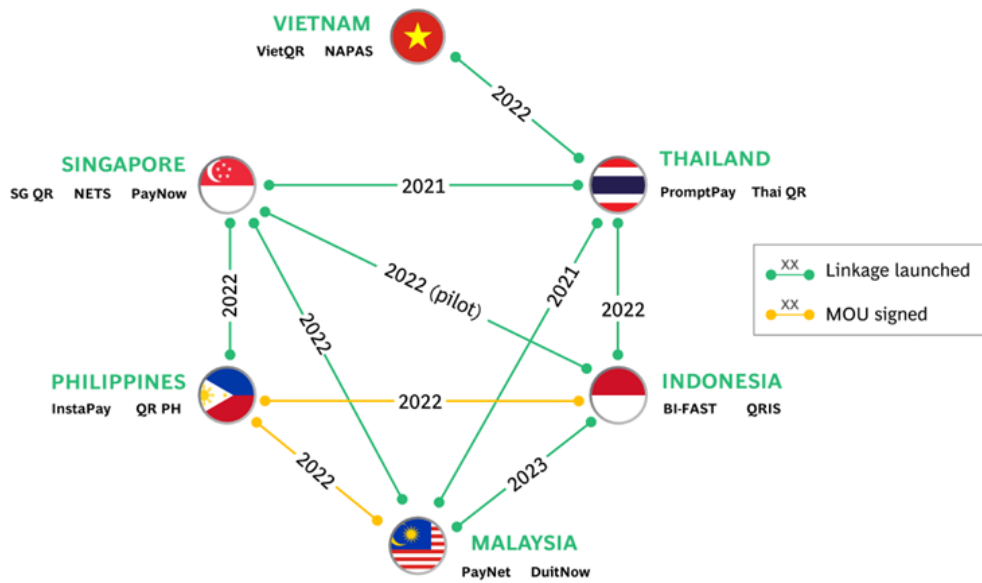 VIETNAM
VietQR NAPAS
2022
SINGAPORE
SG QR NETS PayNow
2021
THAILAND
PromptPay Thai QR
2022
2022
2022 (pilot)
2021
2022
XX Linkage launched
XX MOU signed
PHILIPPINES
InstaPay QR PH
2022
INDONESIA
BI-FAST QRIS
2022
2023
MALAYSIA
PayNet DuitNow